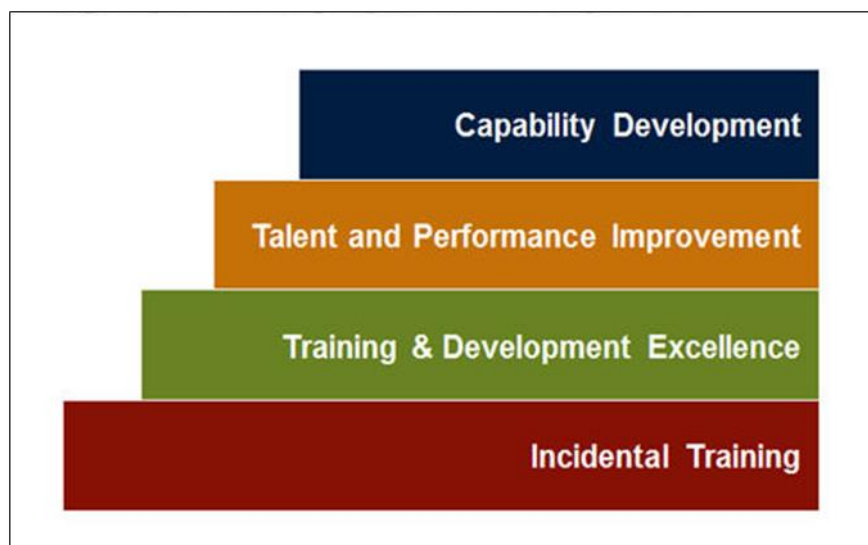 Capability Development
Talent and Performance Improvement
Training & Development Excellence
Incidental Training